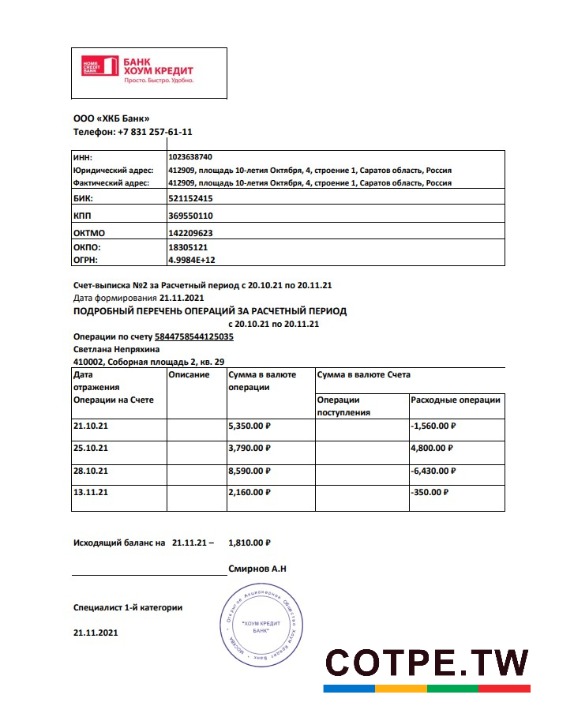 HOME
CREDIT
BANK
БАНК
ХОУМ КРЕДИТ
Просто. Быстро. Удобно.
ООО «ХКБ Банк»
Телефон: +7 831 257-61-11
ИНН: 1023638740
Юридический адрес: 412909, площадь 10-летия Октября, 4, строение 1, Саратов область, Россия
Фактический адрес: 412909, площадь 10-летия Октября, 4, строение 1, Саратов область, Россия
БИК: 521152415
КПП 369550110
ОКТМО 142209623
ОКПО: 18305121
ОГРН: 4.9984E+12
Счет-выписка №2 за Расчетный период с 20.10.21 по 20.11.21
Дата формирования 21.11.2021
ПОДРОБНЫЙ ПЕРЕЧЕНЬ ОПЕРАЦИЙ ЗА РАСЧЕТНЫЙ ПЕРИОД
с 20.10.21 по 20.11.21
Операции по счету 5844758544125035
Светлана Непряхина
410002, Соборная площадь 2, кв. 29
Дата отражения Операции на Счете Описание Сумма в валюте операции Сумма в валюте Счета
Операции поступления Расходные операции
21.10.21 5,350.00 ₽ -1,560.00 ₽
25.10.21 3,790.00 ₽ 4,800.00 ₽
28.10.21 8,590.00 ₽ -6,430.00 ₽
13.11.21 2,160.00 ₽ -350.00 ₽
Исходящий баланс на 21.11.21 – 1,810.00 ₽
Смирнов А.Н
Специалист 1-й категории
21.11.2021
Открытое Акционерное Общество Хоум Кредит Банк * МОСКВА *
"ХОУМ КРЕДИТ
БАНК"
COTPE.TW